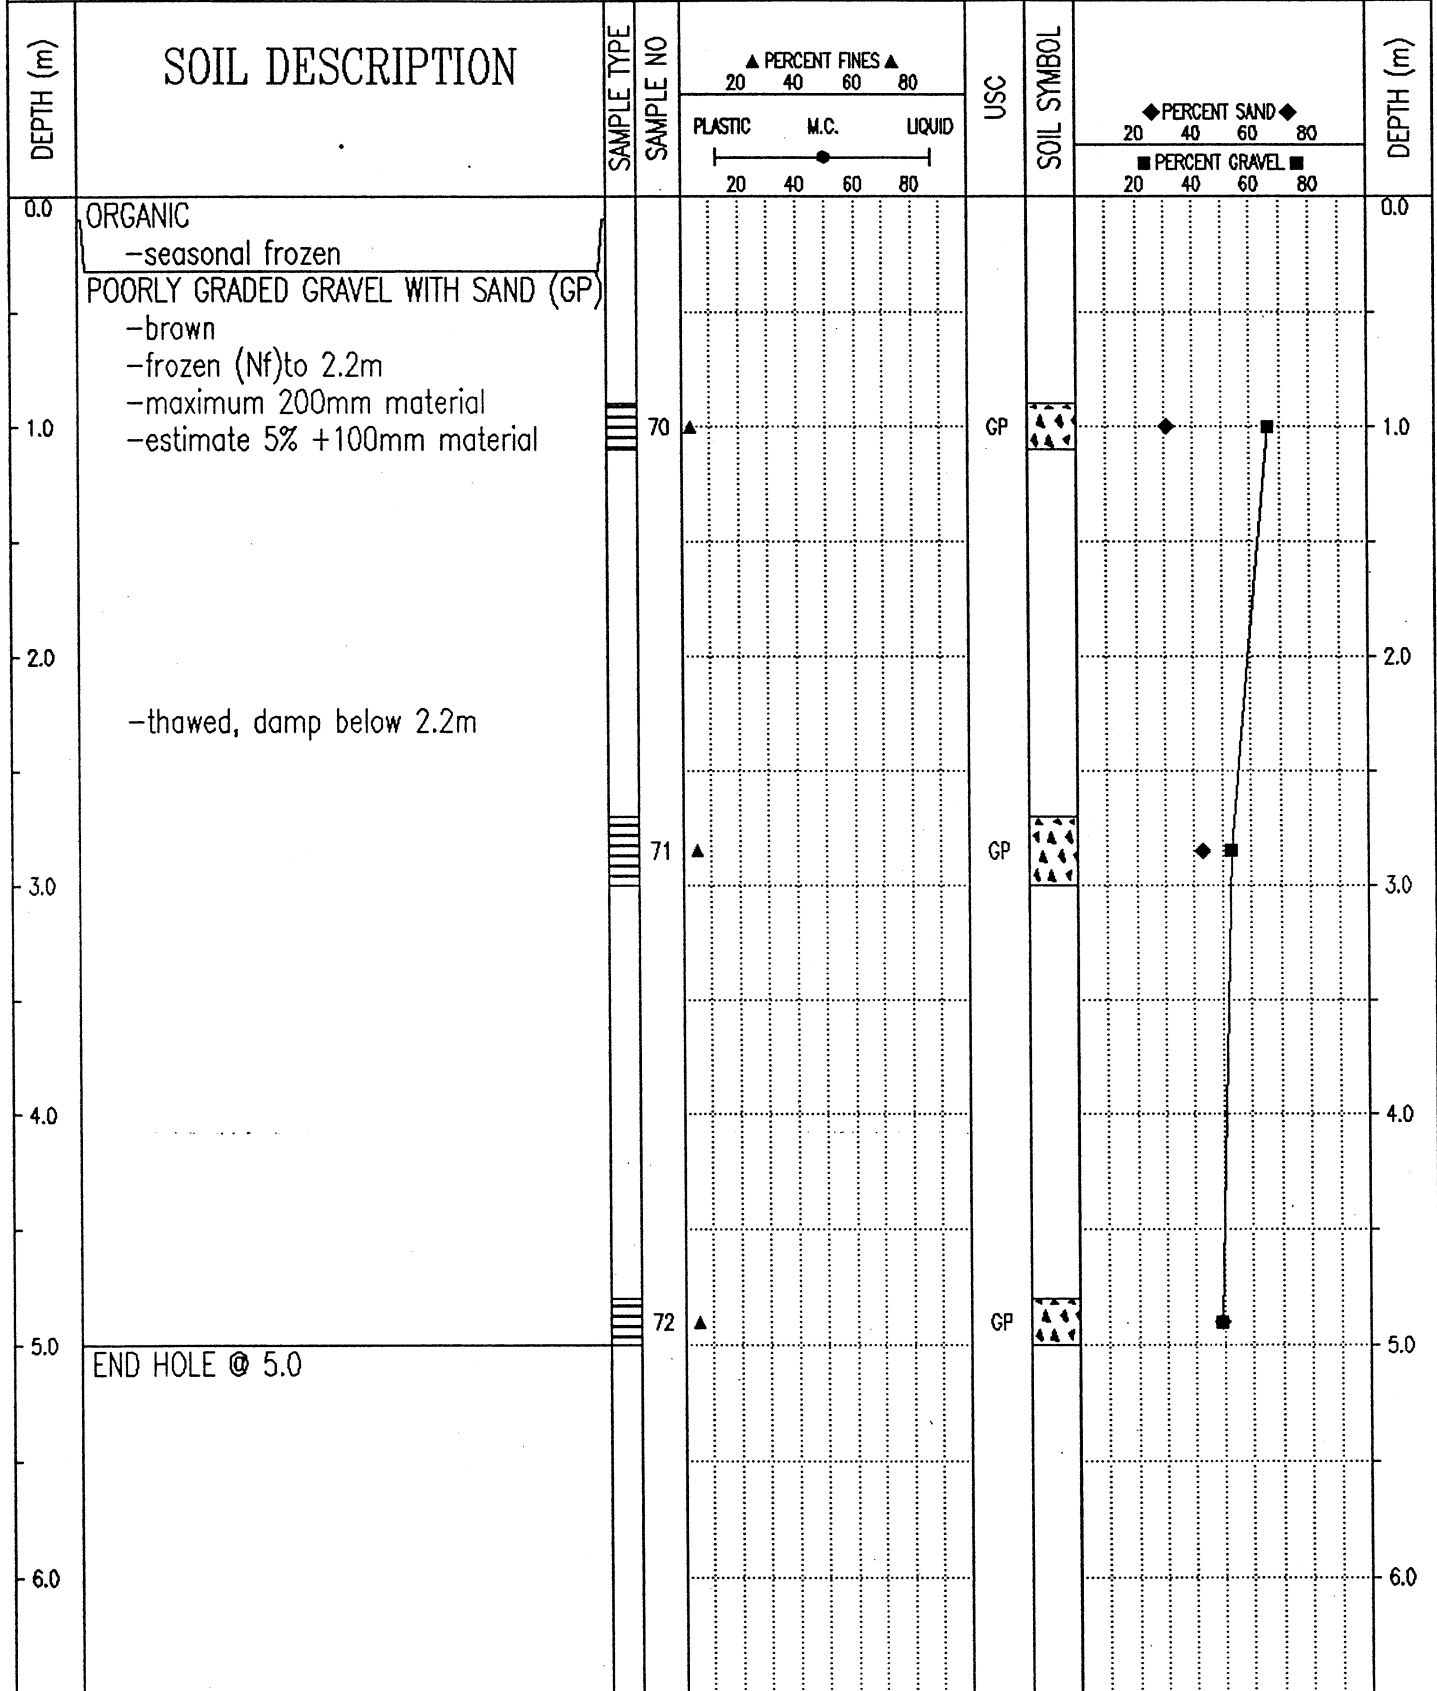 DEPTH (m)
SOIL DESCRIPTION
SAMPLE TYPE
SAMPLE NO
▲ PERCENT FINES ▲
20 40 60 80
PLASTIC M.C. LIQUID
20 40 60 80
USC
SOIL SYMBOL
◆PERCENT SAND◆
20 40 60 80
■ PERCENT GRAVEL ■
20 40 60 80
DEPTH (m)
0.0 ORGANIC 0.0
-seasonal frozen
POORLY GRADED GRAVEL WITH SAND (GP)
-brown
-frozen (Nf)to 2.2m
-maximum 200mm material
1.0 -estimate 5% +100mm material 70 GP 1.0
2.0 2.0
-thawed, damp below 2.2m
71 GP
3.0 3.0
4.0 4.0
72 GP
5.0 5.0
END HOLE @ 5.0
6.0 6.0